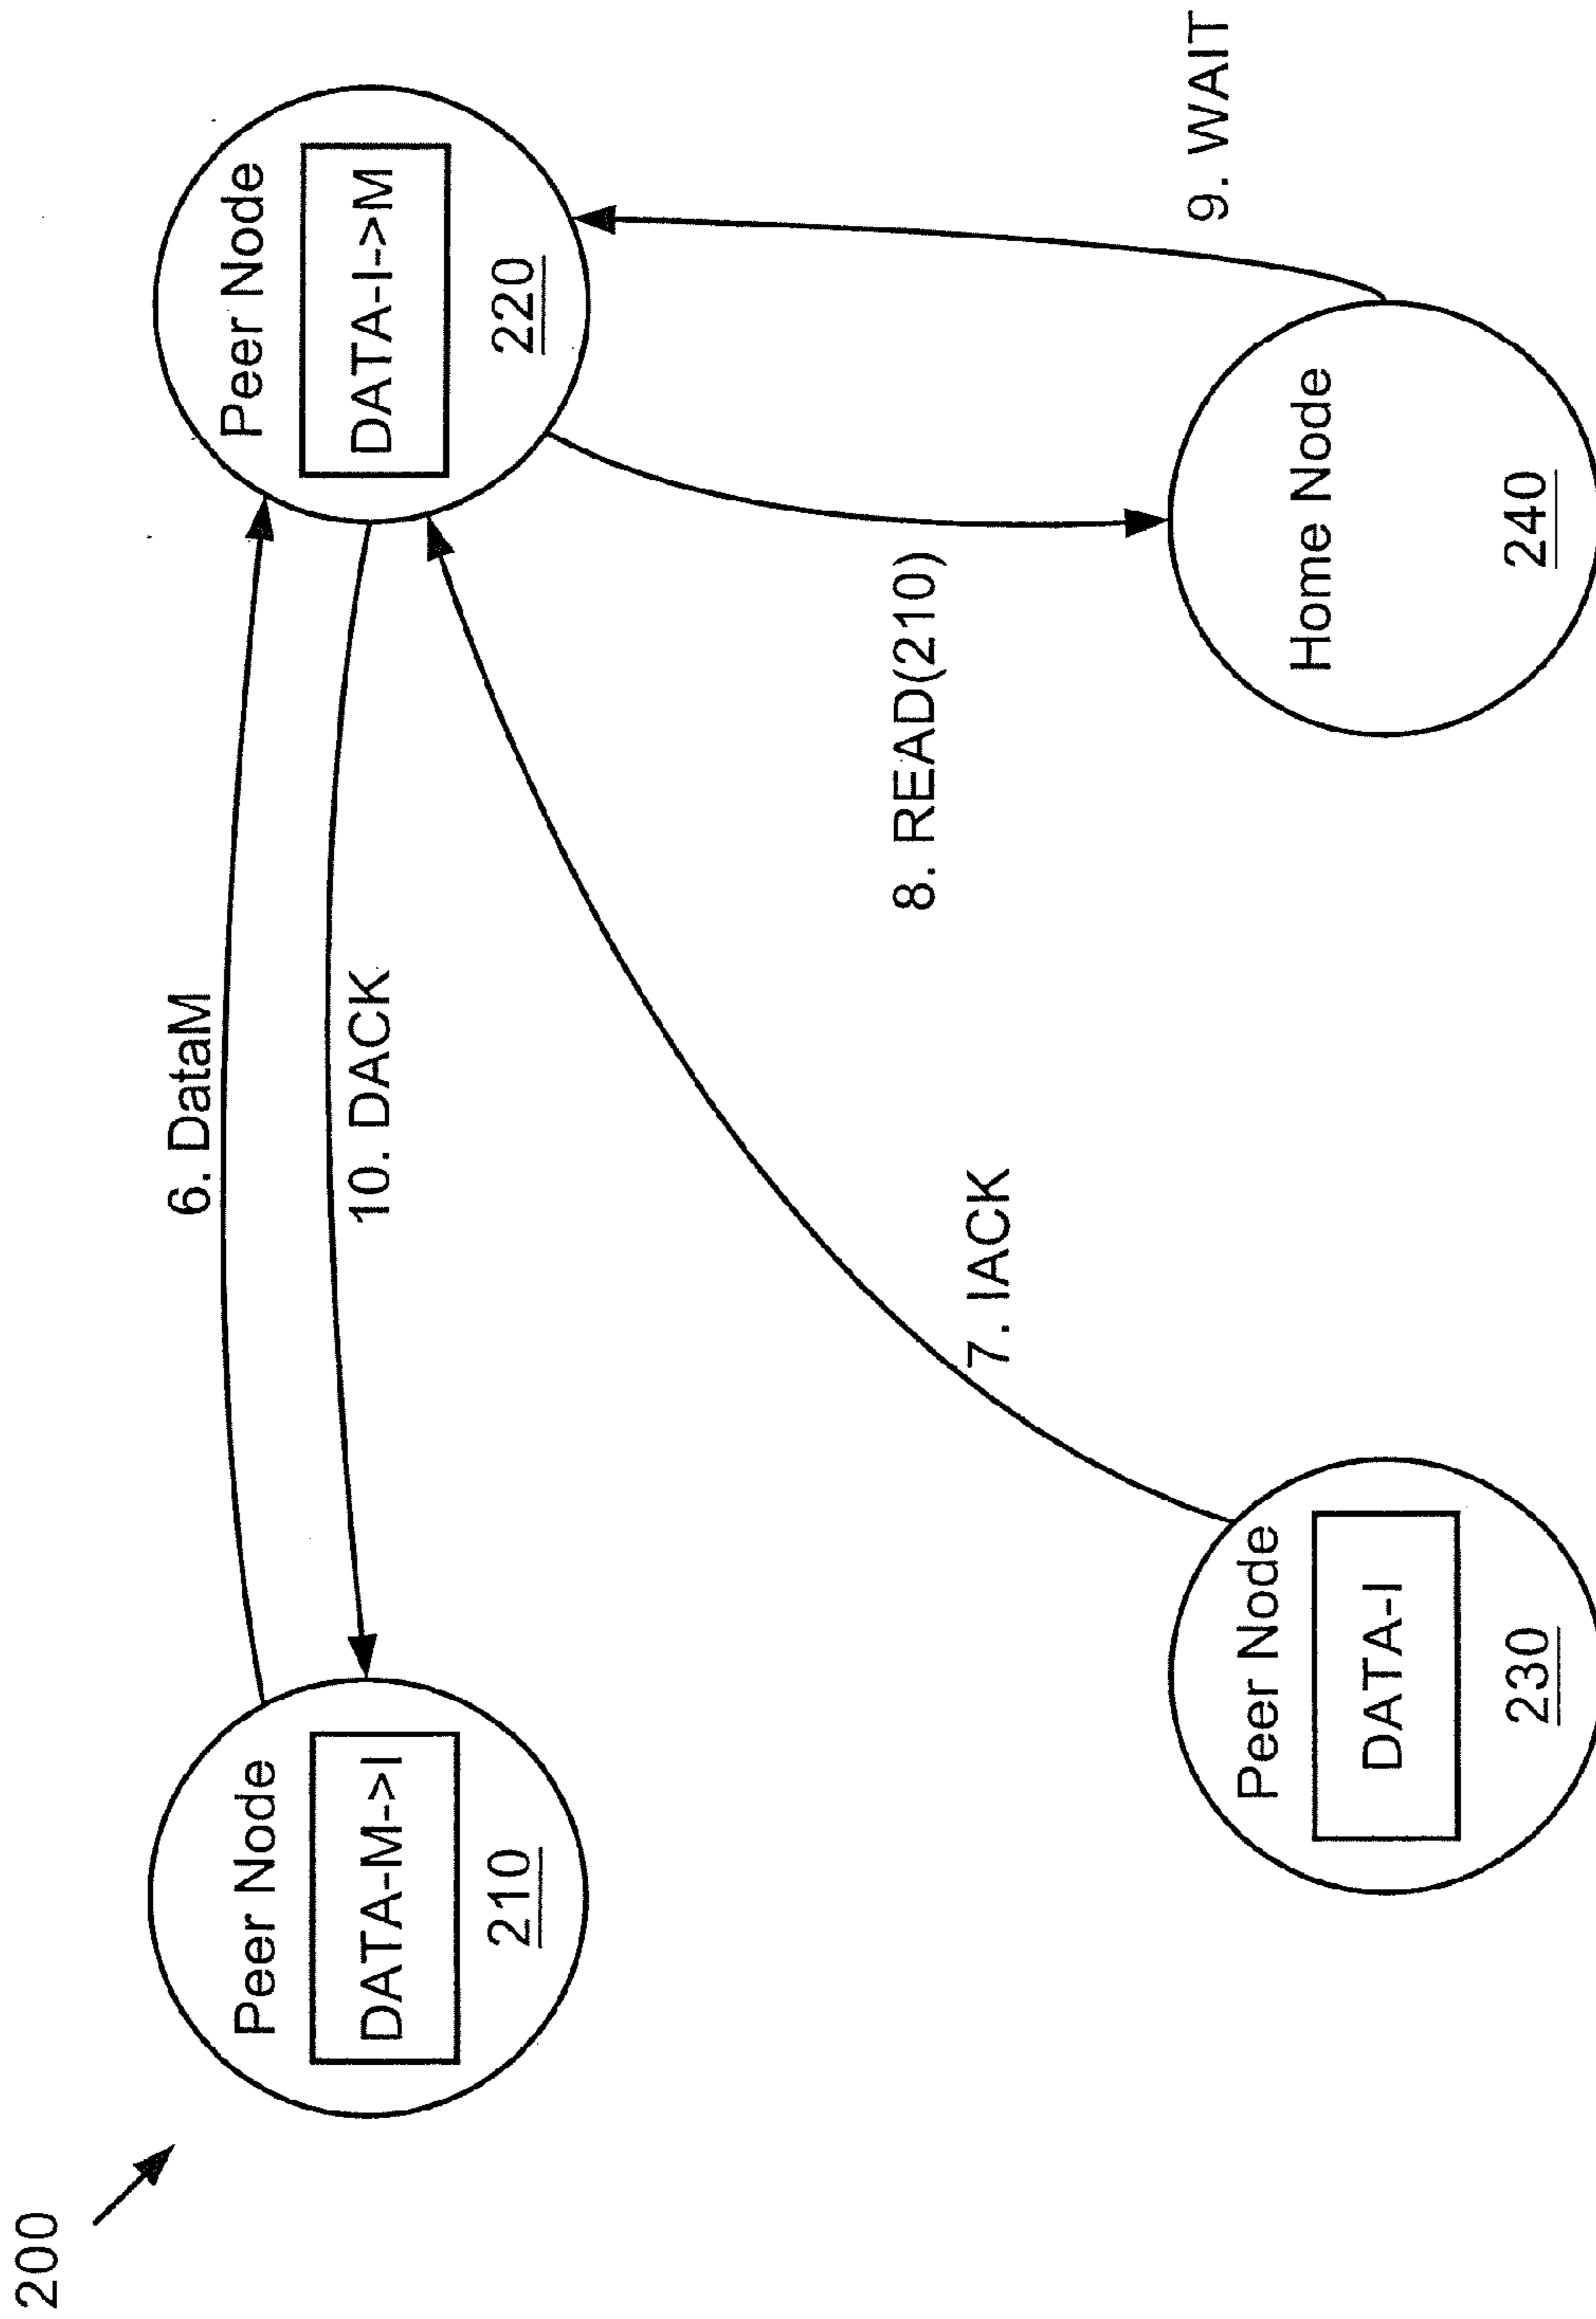 200
Peer Node
DATA-M->I
210
6. DataM
10. DACK
Peer Node
DATA-I->M
220
7. IACK
8. READ(210)
9. WAIT
Peer Node
DATA-I
230
Home Node
240